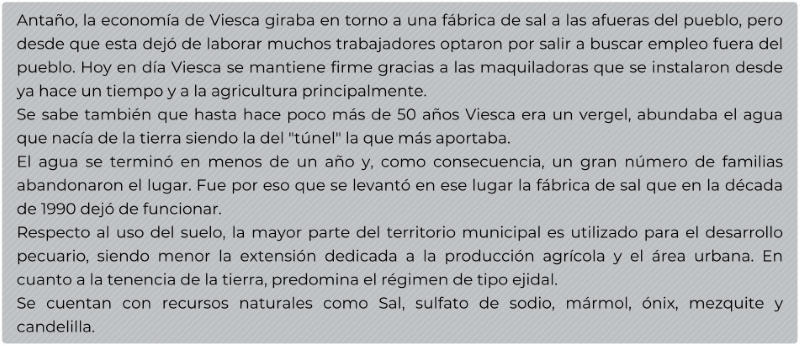 Antaño, la economía de Viesca giraba en torno a una fábrica de sal a las afueras del pueblo, pero
desde que esta dejó de laborar muchos trabajadores optaron por salir a buscar empleo fuera del
pueblo. Hoy en día Viesca se mantiene firme gracias a las maquiladoras que se instalaron desde
ya hace un tiempo y a la agricultura principalmente.
Se sabe también que hasta hace poco más de 50 años Viesca era un vergel, abundaba el agua
que nacía de la tierra siendo la del "túnel" la que más aportaba.
El agua se terminó en menos de un año y, como consecuencia, un gran número de familias
abandonaron el lugar. Fue por eso que se levantó en ese lugar la fábrica de sal que en la década
de 1990 dejó de funcionar.
Respecto al uso del suelo, la mayor parte del territorio municipal es utilizado para el desarrollo
pecuario, siendo menor la extensión dedicada a la producción agrícola y el área urbana. En
cuanto a la tenencia de la tierra, predomina el régimen de tipo ejidal.
Se cuentan con recursos naturales como Sal, sulfato de sodio, mármol, ónix, mezquite y
candelilla.